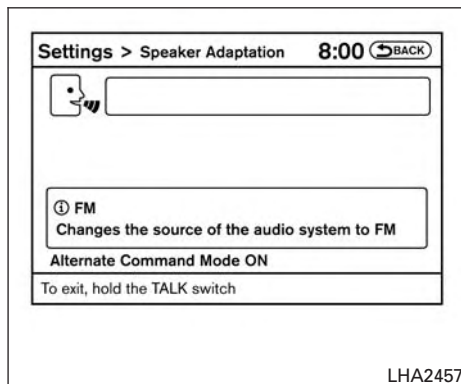 Settings > Speaker Adaptation 8:00 BACK
ⓘ FM
Changes the source of the audio system to FM
Alternate Command Mode ON
To exit, hold the TALK switch
LHA2457